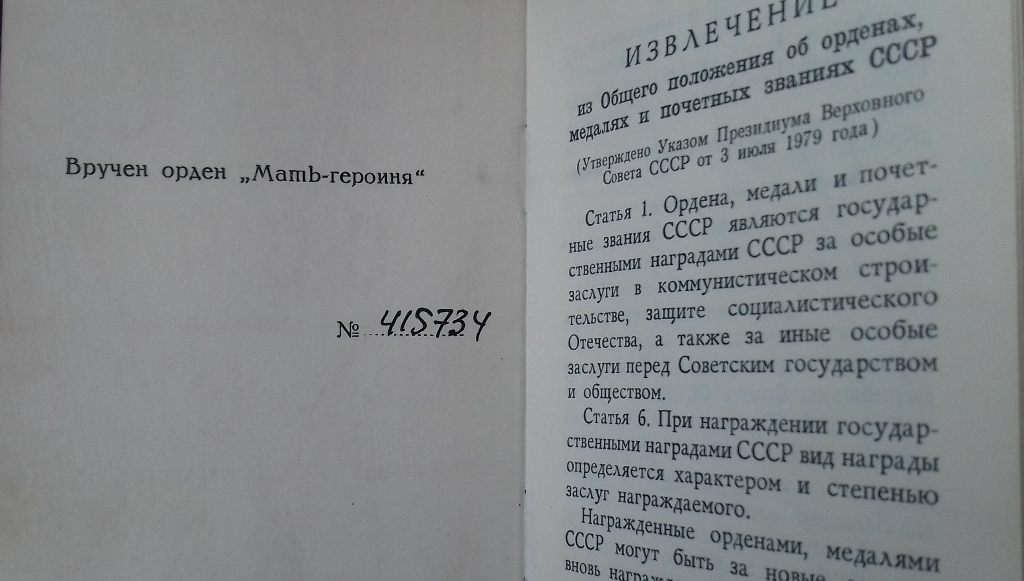 Вручен орден „Мать-героиня“
№ 415734
ИЗВЛЕЧЕНИЕ
из Общего положения об орденах,
медалях и почетных званиях СССР
(Утверждено Указом Президиума Верховного
Совета СССР от 3 июля 1979 года)
Статья 1. Ордена, медали и почет-
ные звания СССР являются государ-
ственными наградами СССР за особые
заслуги в коммунистическом строи-
тельстве, защите социалистического
Отечества, а также за иные особые
заслуги перед Советским государством
и обществом.
Статья 6. При награждении государ-
ственными наградами СССР вид награды
определяется характером и степенью
заслуг награждаемого.
Награжденные орденами, медалями
СССР могут быть за новые
вновь